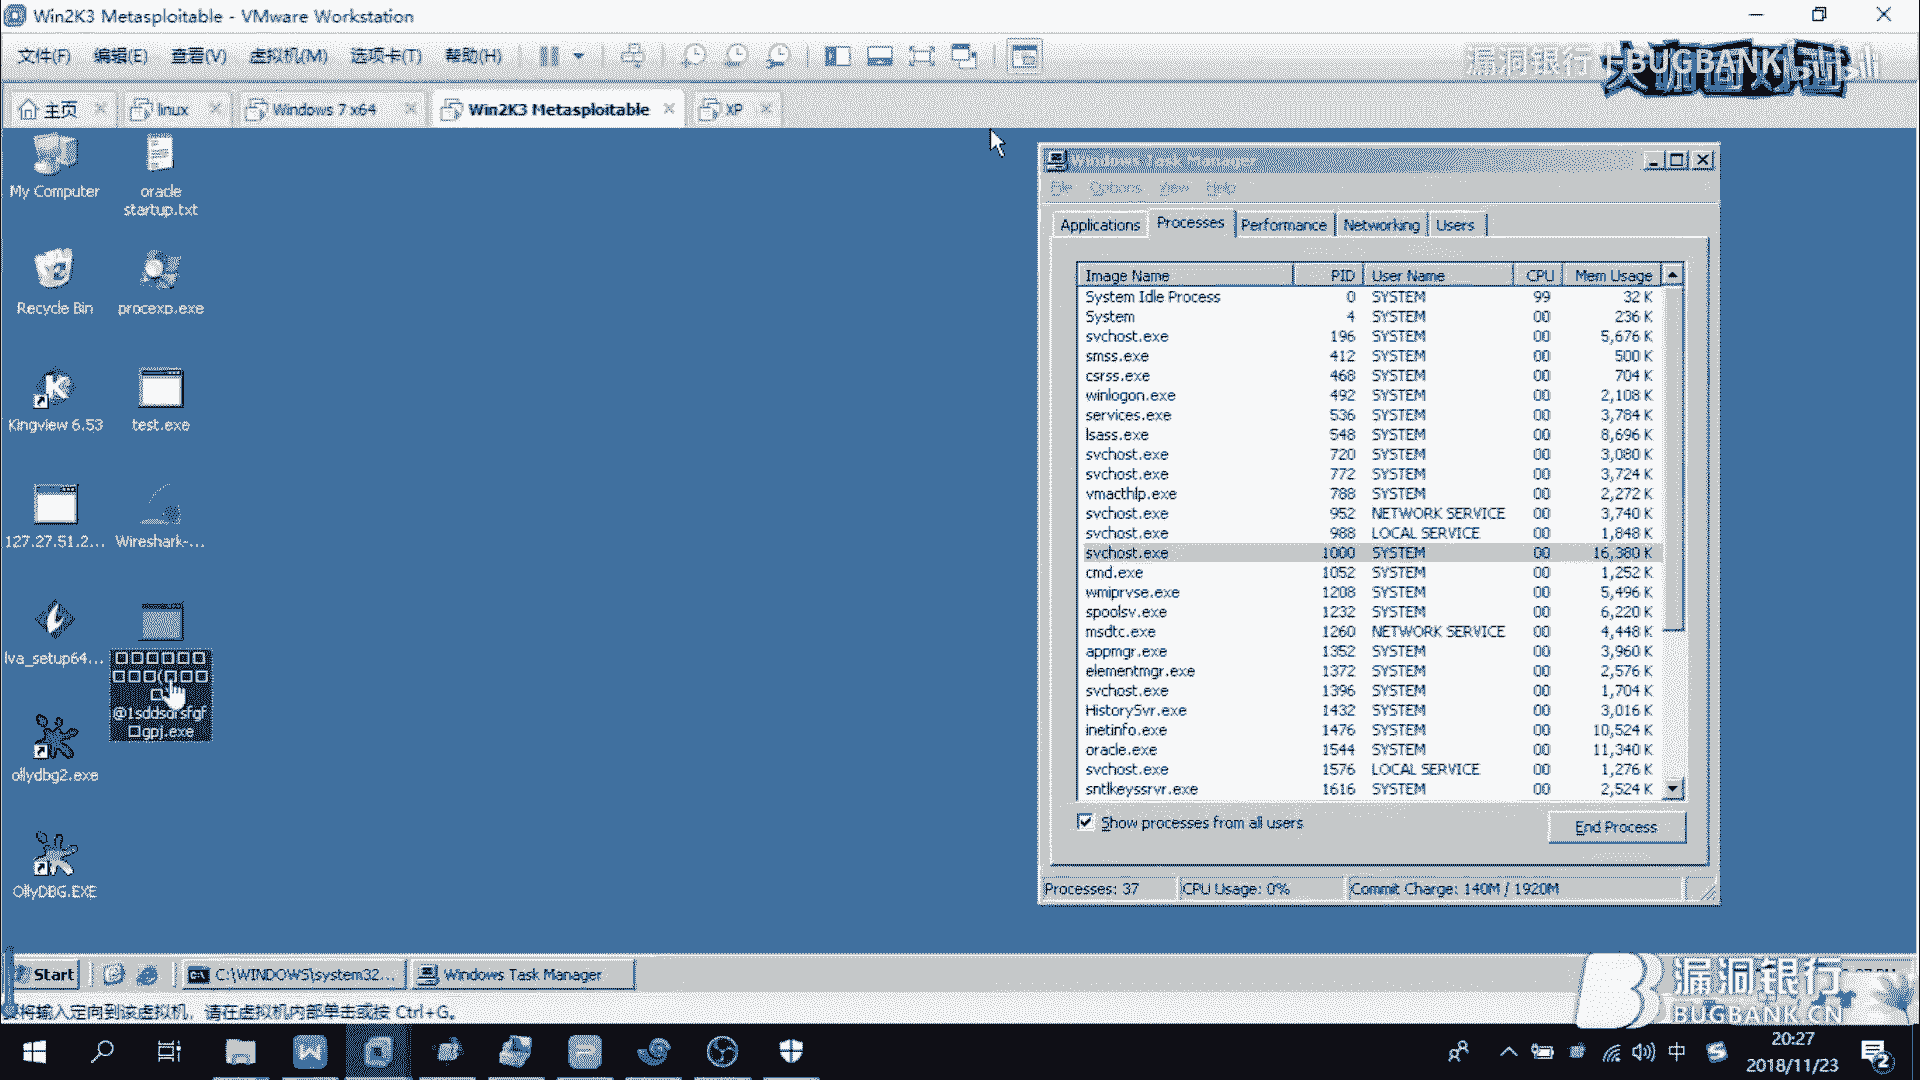 Win2K3 Metasploitable - VMware Workstation
文件(F) 编辑(E) 查看(V) 虚拟机(M) 选项卡(T) 帮助(H)
漏洞银行 BUGBANK
主页 linux Windows 7 x64 Win2K3 Metasploitable XP
My Computer
oracle startup.txt
Recycle Bin
procexp.exe
Kingview 6.53
test.exe
127.27.51.2...
Wireshark-...
lva_setup64...
gpj.exe
ollydbg2.exe
OllyDBG.EXE
Windows Task Manager
File Options View Help
Applications Processes Performance Networking Users
Image Name PID User Name CPU Mem Usage
System Idle Process 0 SYSTEM 99 32 K
System 4 SYSTEM 00 236 K
svchost.exe 196 SYSTEM 00 5,676 K
smss.exe 412 SYSTEM 00 500 K
csrss.exe 468 SYSTEM 00 704 K
winlogon.exe 492 SYSTEM 00 2,108 K
services.exe 536 SYSTEM 00 3,784 K
lsass.exe 548 SYSTEM 00 8,696 K
svchost.exe 720 SYSTEM 00 3,080 K
svchost.exe 772 SYSTEM 00 3,724 K
vmacthlp.exe 788 SYSTEM 00 2,272 K
svchost.exe 952 NETWORK SERVICE 00 3,740 K
svchost.exe 988 LOCAL SERVICE 00 1,848 K
svchost.exe 1000 SYSTEM 00 16,380 K
cmd.exe 1052 SYSTEM 00 1,252 K
wmiprvse.exe 1208 SYSTEM 00 5,496 K
spoolsv.exe 1232 SYSTEM 00 6,220 K
msdtc.exe 1260 NETWORK SERVICE 00 4,448 K
appmgr.exe 1352 SYSTEM 00 3,960 K
elementmgr.exe 1372 SYSTEM 00 2,576 K
svchost.exe 1396 SYSTEM 00 1,704 K
HistorySvr.exe 1432 SYSTEM 00 3,016 K
inetinfo.exe 1476 SYSTEM 00 10,524 K
oracle.exe 1544 SYSTEM 00 11,340 K
svchost.exe 1576 LOCAL SERVICE 00 1,276 K
sntlkeyssrvr.exe 1616 SYSTEM 00 2,524 K
Show processes from all users
End Process
Processes: 37 CPU Usage: 0% Commit Charge: 140M / 1920M
Start C:\WINDOWS\system32... Windows Task Manager
要将输入定向到该虚拟机，请在虚拟机内部单击或按 Ctrl+G。
漏洞银行
BUGBANK.CN
中
20:27
2018/11/23
2